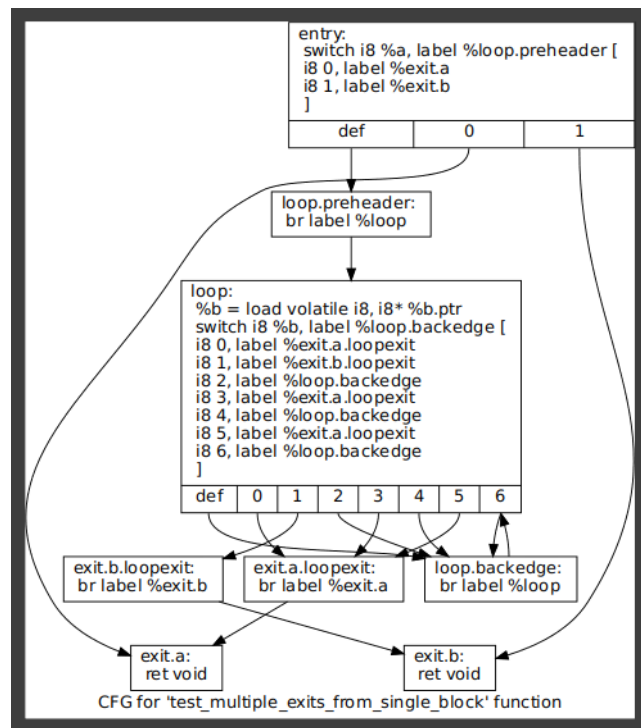 entry:
switch i8 %a, label %loop.preheader [
i8 0, label %exit.a
i8 1, label %exit.b
]
def 0 1
loop.preheader:
br label %loop
loop:
%b = load volatile i8, i8* %b.ptr
switch i8 %b, label %loop.backedge [
i8 0, label %exit.a.loopexit
i8 1, label %exit.b.loopexit
i8 2, label %loop.backedge
i8 3, label %exit.a.loopexit
i8 4, label %loop.backedge
i8 5, label %exit.a.loopexit
i8 6, label %loop.backedge
]
def 0 1 2 3 4 5 6
exit.b.loopexit:
br label %exit.b
exit.a.loopexit:
br label %exit.a
loop.backedge:
br label %loop
exit.a:
ret void
exit.b:
ret void
CFG for 'test_multiple_exits_from_single_block' function